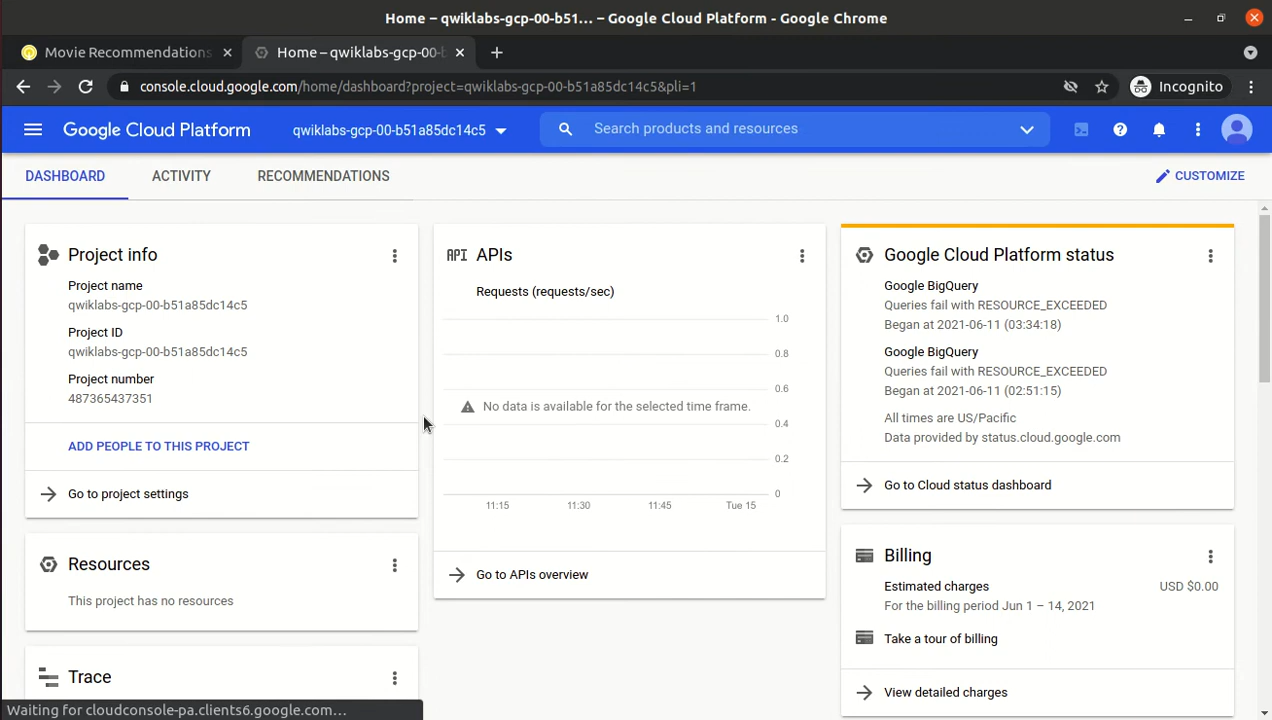 Home – qwiklabs-gcp-00-b51... – Google Cloud Platform - Google Chrome
Movie Recommendations
Home – qwiklabs-gcp-00-b
console.cloud.google.com/home/dashboard?project=qwiklabs-gcp-00-b51a85dc14c5&pli=1
Incognito
Google Cloud Platform
qwiklabs-gcp-00-b51a85dc14c5
Search products and resources
DASHBOARD
ACTIVITY
RECOMMENDATIONS
CUSTOMIZE
Project info
Project name
qwiklabs-gcp-00-b51a85dc14c5
Project ID
qwiklabs-gcp-00-b51a85dc14c5
Project number
487365437351
ADD PEOPLE TO THIS PROJECT
Go to project settings
Resources
This project has no resources
Trace
API APIs
Requests (requests/sec)
1.0
0.8
0.6
No data is available for the selected time frame.
0.4
0.2
0
11:15 11:30 11:45 Tue 15
Go to APIs overview
Google Cloud Platform status
Google BigQuery
Queries fail with RESOURCE_EXCEEDED
Began at 2021-06-11 (03:34:18)
Google BigQuery
Queries fail with RESOURCE_EXCEEDED
Began at 2021-06-11 (02:51:15)
All times are US/Pacific
Data provided by status.cloud.google.com
Go to Cloud status dashboard
Billing
Estimated charges USD $0.00
For the billing period Jun 1 – 14, 2021
Take a tour of billing
View detailed charges
Waiting for cloudconsole-pa.clients6.google.com...